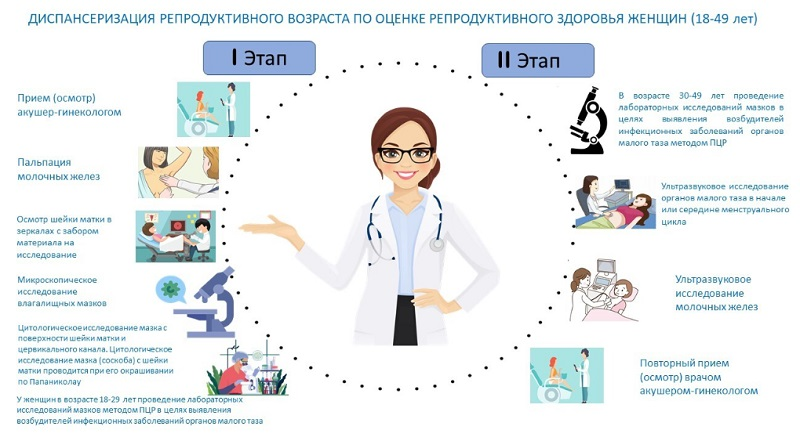 ДИСПАНСЕРИЗАЦИЯ РЕПРОДУКТИВНОГО ВОЗРАСТА ПО ОЦЕНКЕ РЕПРОДУКТИВНОГО ЗДОРОВЬЯ ЖЕНЩИН (18-49 лет)
I Этап
Прием (осмотр)
акушер-гинекологом
Пальпация
молочных желез
Осмотр шейки матки в
зеркалах с забором
материала на
исследование
Микроскопическое
исследование
влагалищных мазков
Цитологическое исследование мазка с
поверхности шейки матки и
цервикального канала. Цитологическое
исследование мазка (соскоба) с шейки
матки проводится при его окрашивании
по Папаниколау
У женщин в возрасте 18-29 лет проведение лабораторных
исследований мазков методом ПЦР в целях выявления
возбудителей инфекционных заболеваний органов малого таза
II Этап
В возрасте 30-49 лет проведение
лабораторных исследований мазков в
целях выявления возбудителей
инфекционных заболеваний органов
малого таза методом ПЦР
Ультразвуковое исследование
органов малого таза в начале
или середине менструального
цикла
Ультразвуковое
исследование
молочных желез
Повторный прием
(осмотр) врачом
акушером-гинекологом